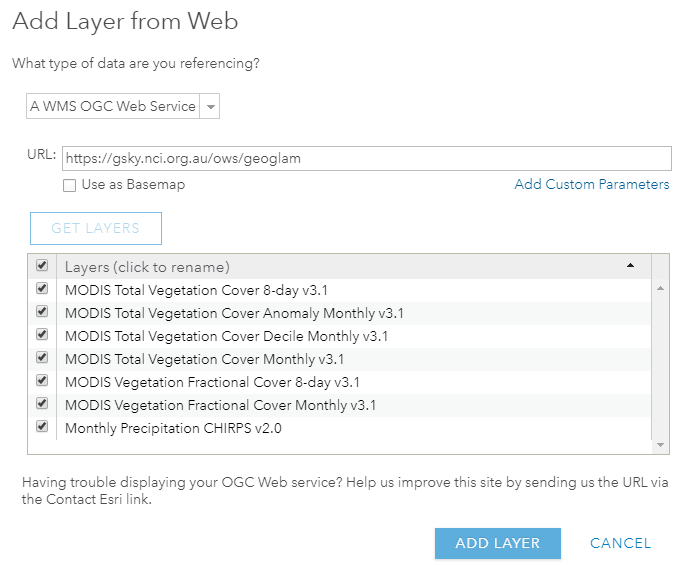 Add Layer from Web
What type of data are you referencing?
A WMS OGC Web Service
URL: https://gsky.nci.org.au/ows/geoglam
Use as Basemap Add Custom Parameters
GET LAYERS
Layers (click to rename)
MODIS Total Vegetation Cover 8-day v3.1
MODIS Total Vegetation Cover Anomaly Monthly v3.1
MODIS Total Vegetation Cover Decile Monthly v3.1
MODIS Total Vegetation Cover Monthly v3.1
MODIS Vegetation Fractional Cover 8-day v3.1
MODIS Vegetation Fractional Cover Monthly v3.1
Monthly Precipitation CHIRPS v2.0
Having trouble displaying your OGC Web service? Help us improve this site by sending us the URL via
the Contact Esri link.
ADD LAYER CANCEL